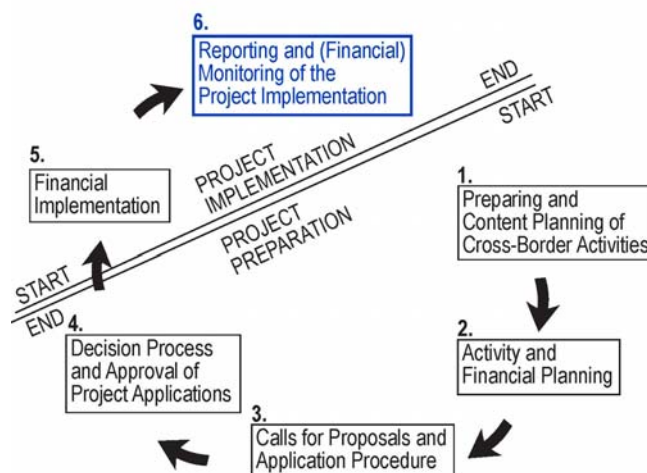 6.
Reporting and (Financial)
Monitoring of the
Project Implementation
END
START
5.
Financial
Implementation
PROJECT
IMPLEMENTATION
PROJECT
PREPARATION
1.
Preparing and
Content Planning of
Cross-Border Activities
START
END
4.
Decision Process
and Approval of
Project Applications
2.
Activity and
Financial Planning
3.
Calls for Proposals and
Application Procedure